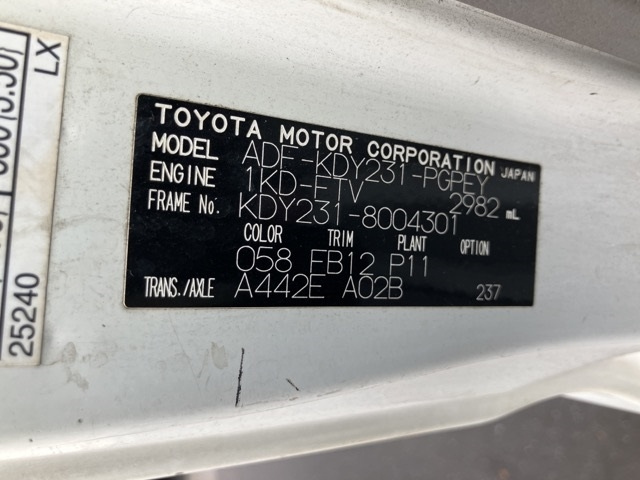 LX
25240
TOYOTA MOTOR CORPORATION JAPAN
MODEL ADF-KDY231-PGPEY
ENGINE 1KD-FTV 2982 mL
FRAME No. KDY231-8004301
COLOR TRIM PLANT OPTION
058 FB12 P11
TRANS./AXLE A442E A02B 237